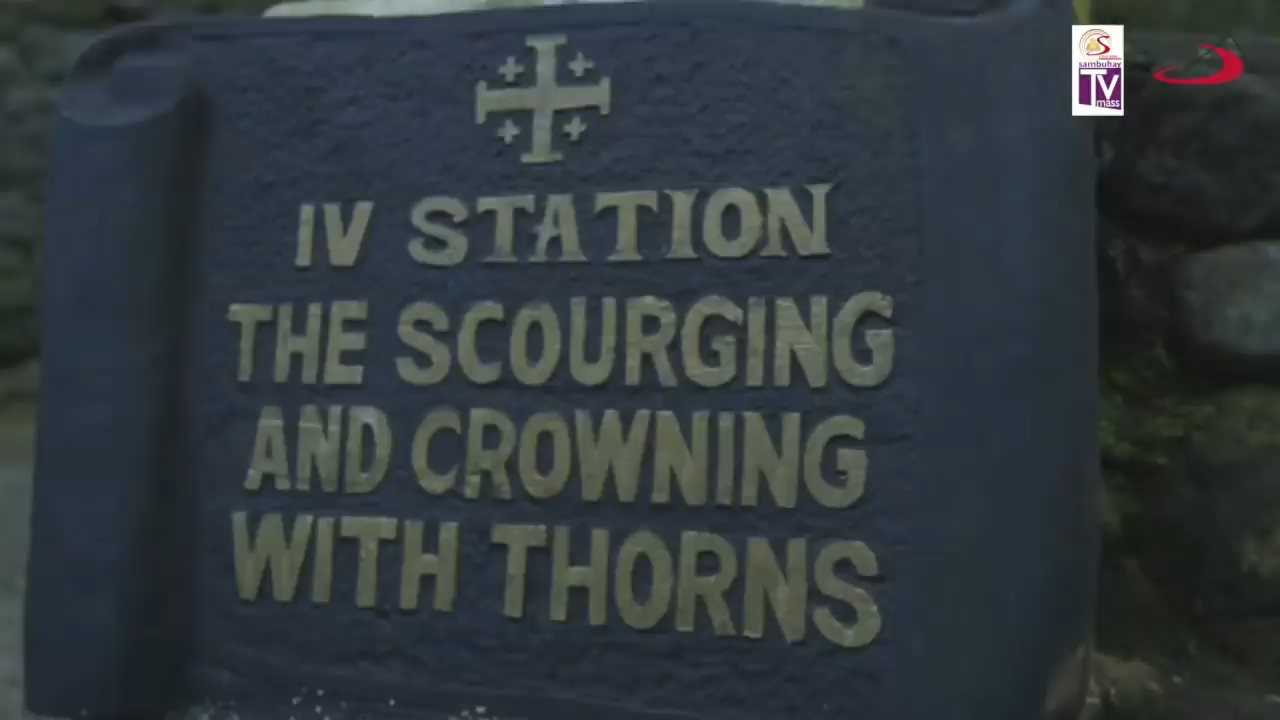 IV STATION
THE SCOURGING
AND CROWNING
WITH THORNS
sambuhay
TV
mass